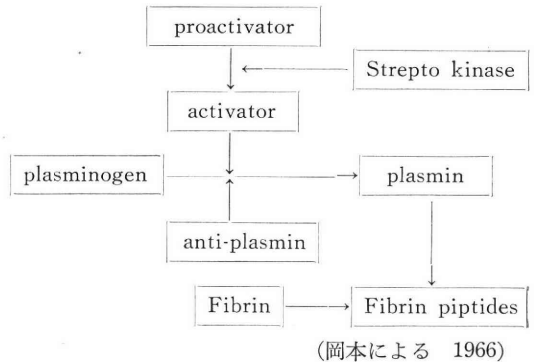 proactivator
Strepto kinase
activator
plasminogen
plasmin
anti-plasmin
Fibrin
Fibrin piptides
(岡本による 1966)